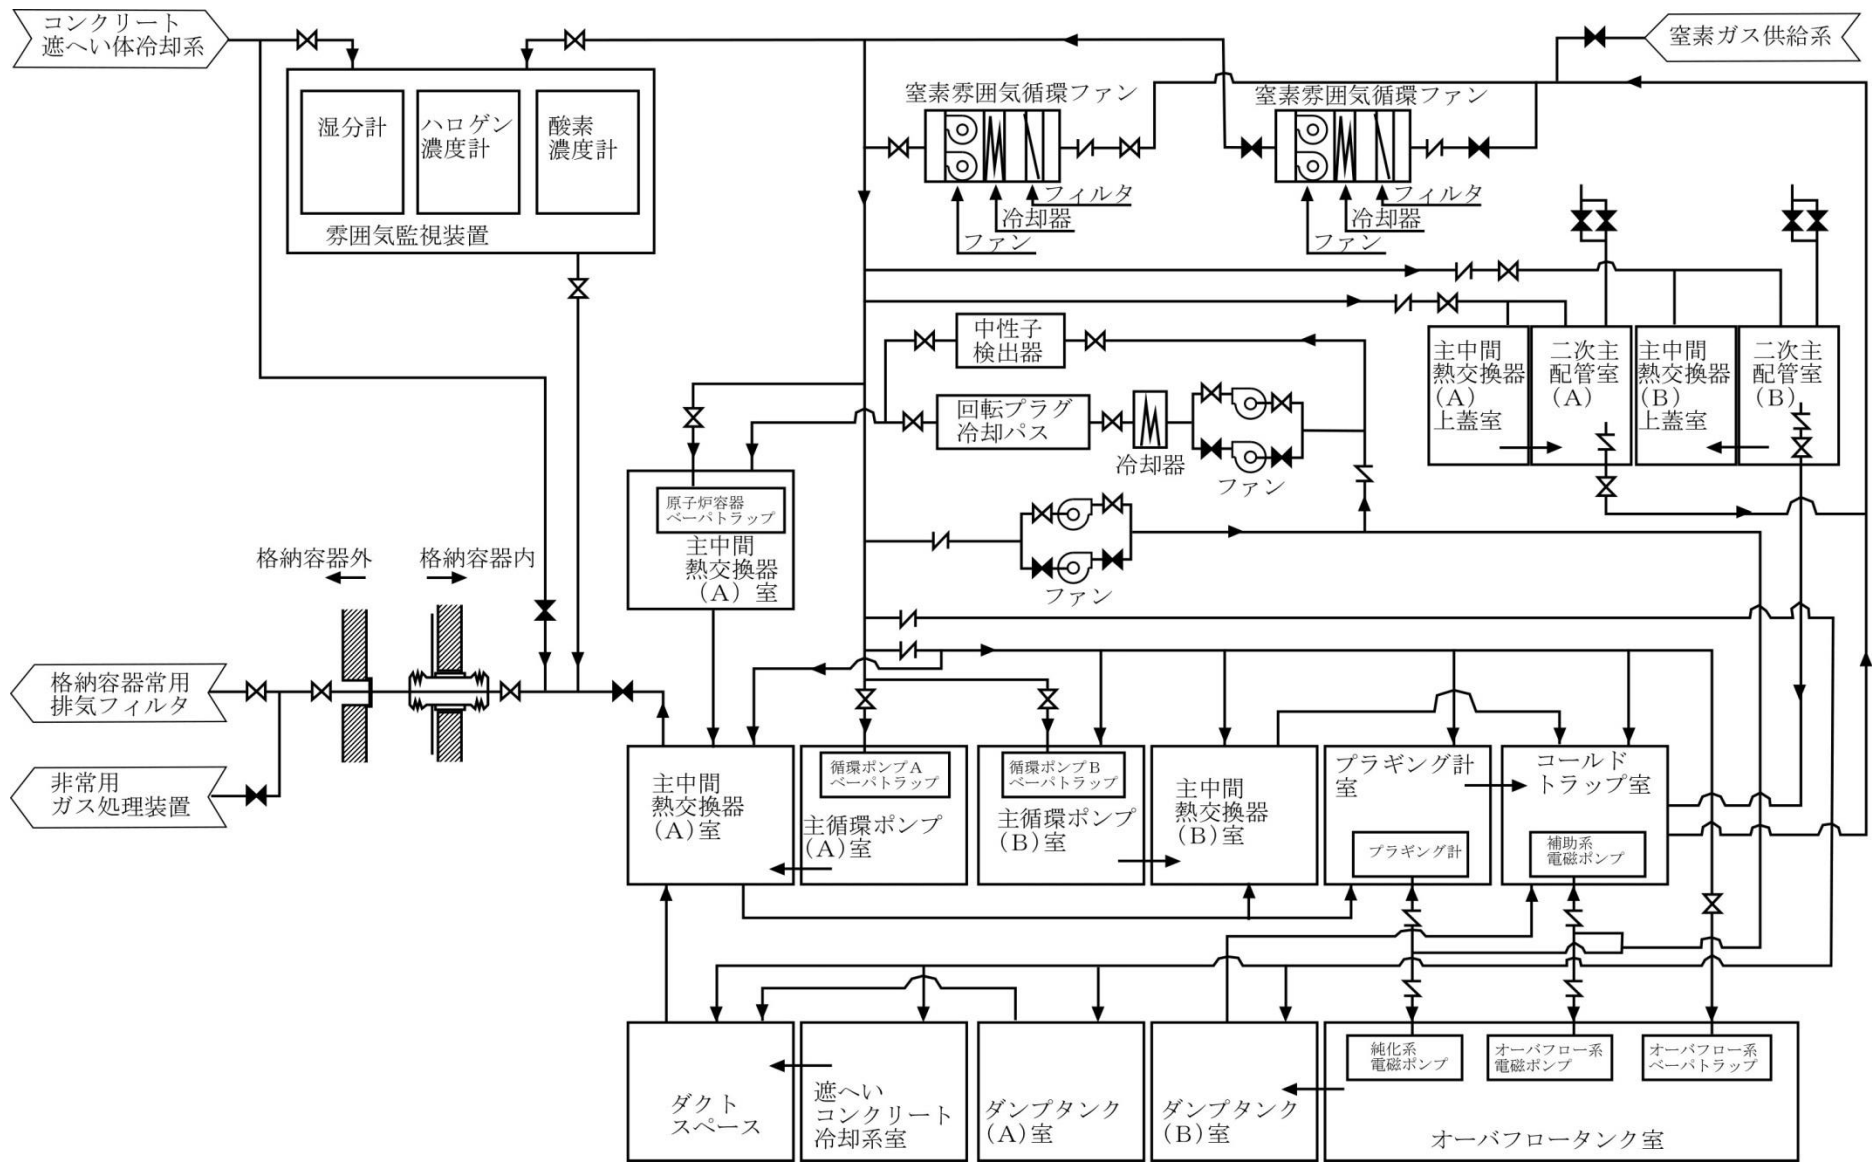 コンクリート
遮へい体冷却系
窒素ガス供給系
湿分計
ハロゲン
濃度計
酸素
濃度計
雰囲気監視装置
窒素雰囲気循環ファン
フィルタ
冷却器
ファン
窒素雰囲気循環ファン
フィルタ
冷却器
ファン
中性子
検出器
回転プラグ
冷却パス
冷却器
ファン
ファン
主中間
熱交換器
(A)
上蓋室
二次主
配管室
(A)
主中間
熱交換器
(B)
上蓋室
二次主
配管室
(B)
原子炉容器
ベーパトラップ
主中間
熱交換器
(A)室
格納容器外
格納容器内
格納容器常用
排気フィルタ
非常用
ガス処理装置
主中間
熱交換器
(A)室
循環ポンプA
ベーパトラップ
主循環ポンプ
(A)室
循環ポンプB
ベーパトラップ
主循環ポンプ
(B)室
主中間
熱交換器
(B)室
プラギング計
室
プラギング計
コールド
トラップ室
補助系
電磁ポンプ
ダクト
スペース
遮へい
コンクリート
冷却系室
ダンプタンク
(A)室
ダンプタンク
(B)室
純化系
電磁ポンプ
オーバフロー系
電磁ポンプ
オーバフロー系
ベーパトラップ
オーバフロータンク室